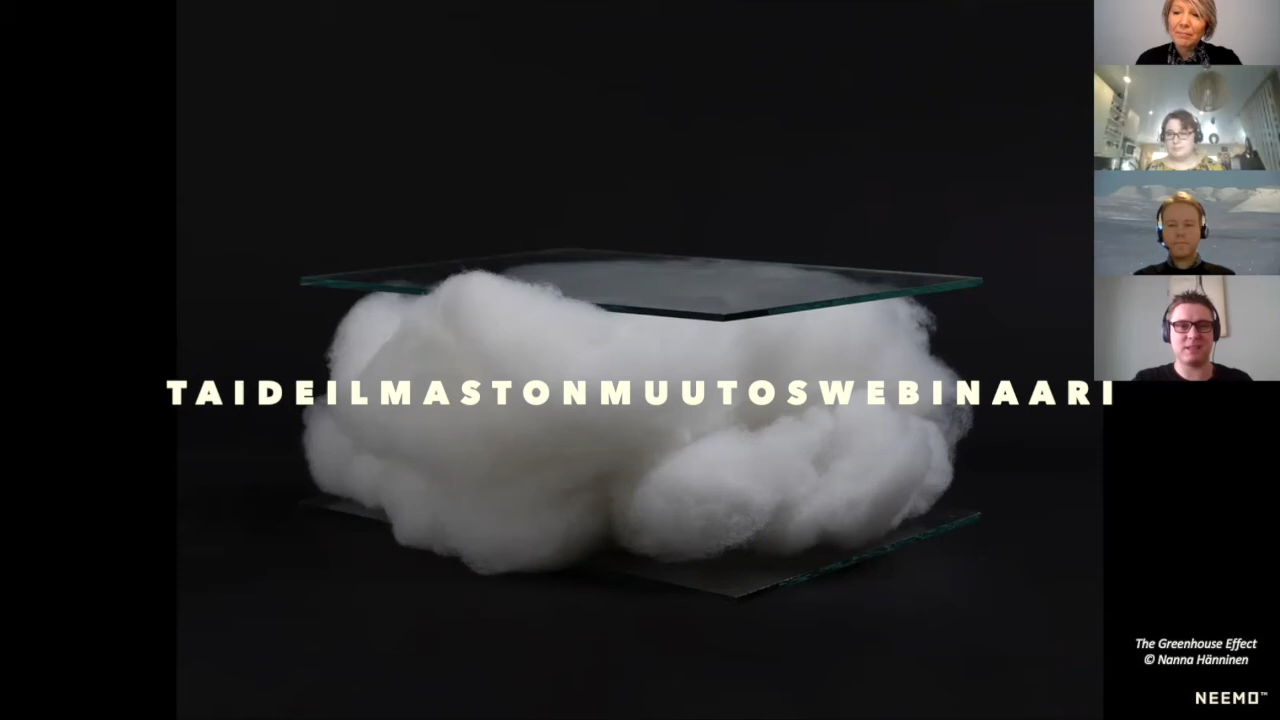 TAIDEILMASTONMUUTOSWEBINAARI
The Greenhouse Effect
© Nanna Hänninen
NEEMO™